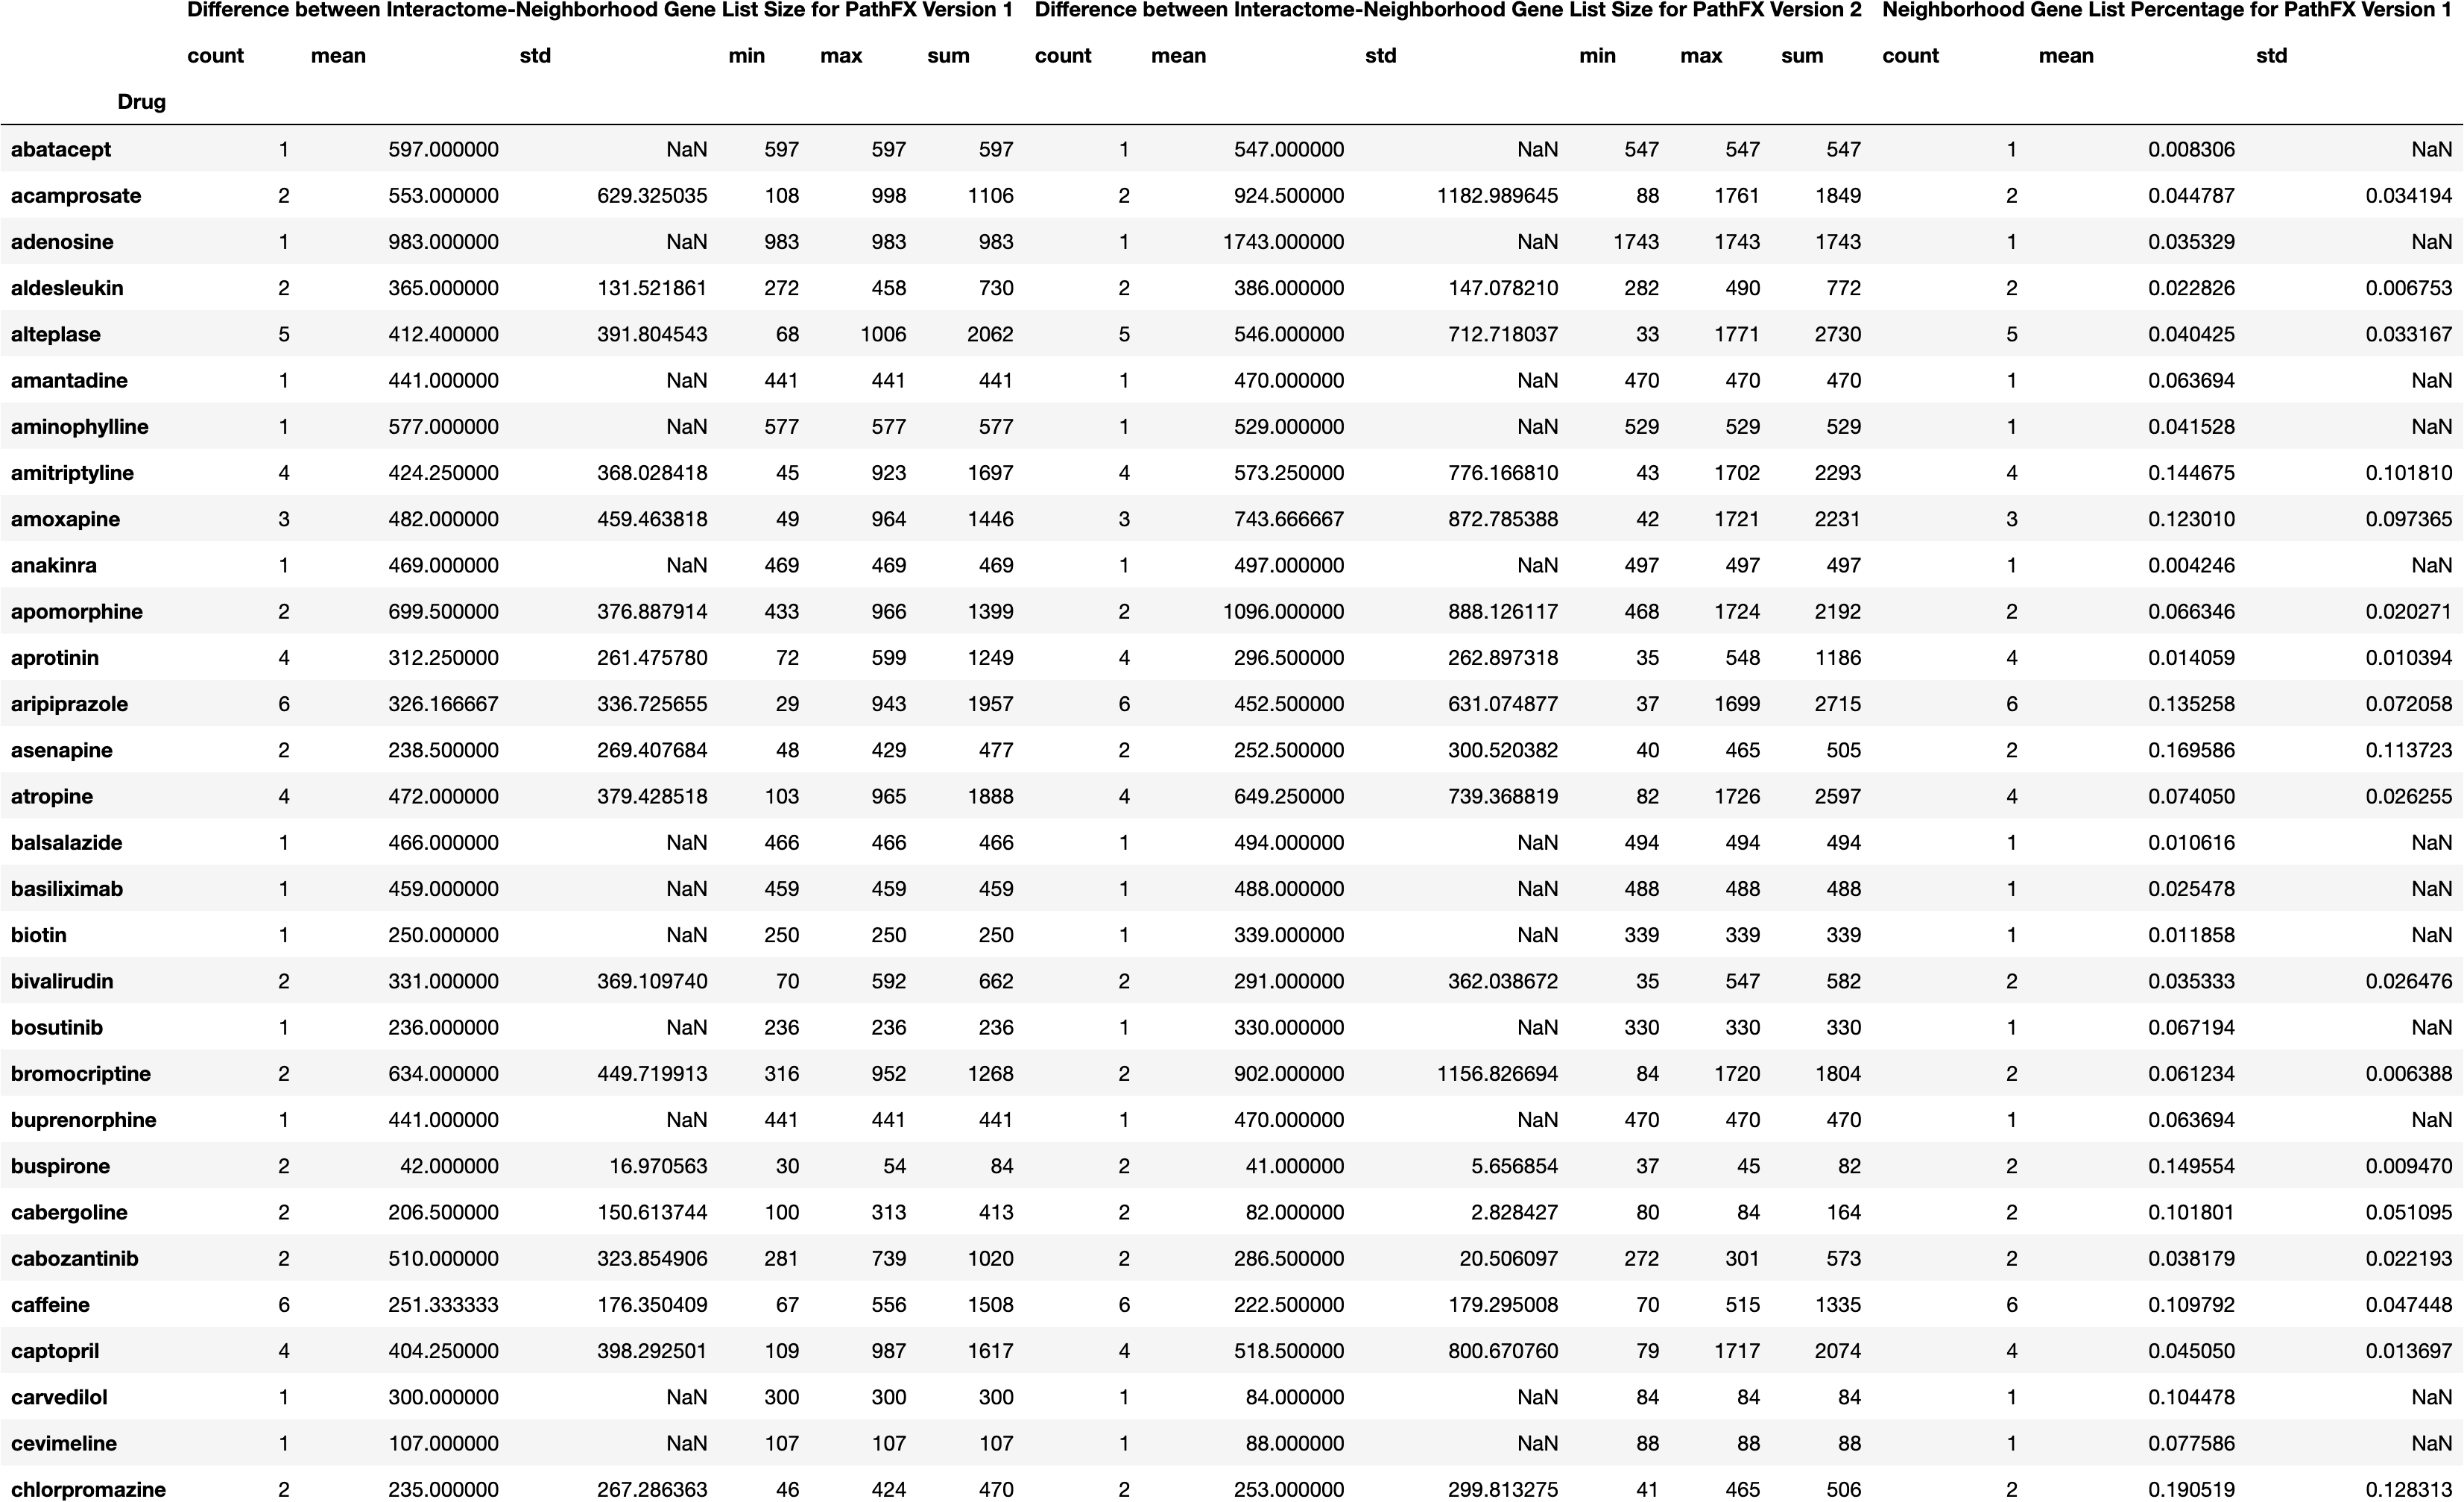 Difference between Interactome-Neighborhood Gene List Size for PathFX Version 1 Difference between Interactome-Neighborhood Gene List Size for PathFX Version 2 Neighborhood Gene List Percentage for PathFX Version 1
count mean std min max sum count mean std min max sum count mean std
Drug
abatacept 1 597.000000 NaN 597 597 597 1 547.000000 NaN 547 547 547 1 0.008306 NaN
acamprosate 2 553.000000 629.325035 108 998 1106 2 924.500000 1182.989645 88 1761 1849 2 0.044787 0.034194
adenosine 1 983.000000 NaN 983 983 983 1 1743.000000 NaN 1743 1743 1743 1 0.035329 NaN
aldesleukin 2 365.000000 131.521861 272 458 730 2 386.000000 147.078210 282 490 772 2 0.022826 0.006753
alteplase 5 412.400000 391.804543 68 1006 2062 5 546.000000 712.718037 33 1771 2730 5 0.040425 0.033167
amantadine 1 441.000000 NaN 441 441 441 1 470.000000 NaN 470 470 470 1 0.063694 NaN
aminophylline 1 577.000000 NaN 577 577 577 1 529.000000 NaN 529 529 529 1 0.041528 NaN
amitriptyline 4 424.250000 368.028418 45 923 1697 4 573.250000 776.166810 43 1702 2293 4 0.144675 0.101810
amoxapine 3 482.000000 459.463818 49 964 1446 3 743.666667 872.785388 42 1721 2231 3 0.123010 0.097365
anakinra 1 469.000000 NaN 469 469 469 1 497.000000 NaN 497 497 497 1 0.004246 NaN
apomorphine 2 699.500000 376.887914 433 966 1399 2 1096.000000 888.126117 468 1724 2192 2 0.066346 0.020271
aprotinin 4 312.250000 261.475780 72 599 1249 4 296.500000 262.897318 35 548 1186 4 0.014059 0.010394
aripiprazole 6 326.166667 336.725655 29 943 1957 6 452.500000 631.074877 37 1699 2715 6 0.135258 0.072058
asenapine 2 238.500000 269.407684 48 429 477 2 252.500000 300.520382 40 465 505 2 0.169586 0.113723
atropine 4 472.000000 379.428518 103 965 1888 4 649.250000 739.368819 82 1726 2597 4 0.074050 0.026255
balsalazide 1 466.000000 NaN 466 466 466 1 494.000000 NaN 494 494 494 1 0.010616 NaN
basiliximab 1 459.000000 NaN 459 459 459 1 488.000000 NaN 488 488 488 1 0.025478 NaN
biotin 1 250.000000 NaN 250 250 250 1 339.000000 NaN 339 339 339 1 0.011858 NaN
bivalirudin 2 331.000000 369.109740 70 592 662 2 291.000000 362.038672 35 547 582 2 0.035333 0.026476
bosutinib 1 236.000000 NaN 236 236 236 1 330.000000 NaN 330 330 330 1 0.067194 NaN
bromocriptine 2 634.000000 449.719913 316 952 1268 2 902.000000 1156.826694 84 1720 1804 2 0.061234 0.006388
buprenorphine 1 441.000000 NaN 441 441 441 1 470.000000 NaN 470 470 470 1 0.063694 NaN
buspirone 2 42.000000 16.970563 30 54 84 2 41.000000 5.656854 37 45 82 2 0.149554 0.009470
cabergoline 2 206.500000 150.613744 100 313 413 2 82.000000 2.828427 80 84 164 2 0.101801 0.051095
cabozantinib 2 510.000000 323.854906 281 739 1020 2 286.500000 20.506097 272 301 573 2 0.038179 0.022193
caffeine 6 251.333333 176.350409 67 556 1508 6 222.500000 179.295008 70 515 1335 6 0.109792 0.047448
captopril 4 404.250000 398.292501 109 987 1617 4 518.500000 800.670760 79 1717 2074 4 0.045050 0.013697
carvedilol 1 300.000000 NaN 300 300 300 1 84.000000 NaN 84 84 84 1 0.104478 NaN
cevimeline 1 107.000000 NaN 107 107 107 1 88.000000 NaN 88 88 88 1 0.077586 NaN
chlorpromazine 2 235.000000 267.286363 46 424 470 2 253.000000 299.813275 41 465 506 2 0.190519 0.128313